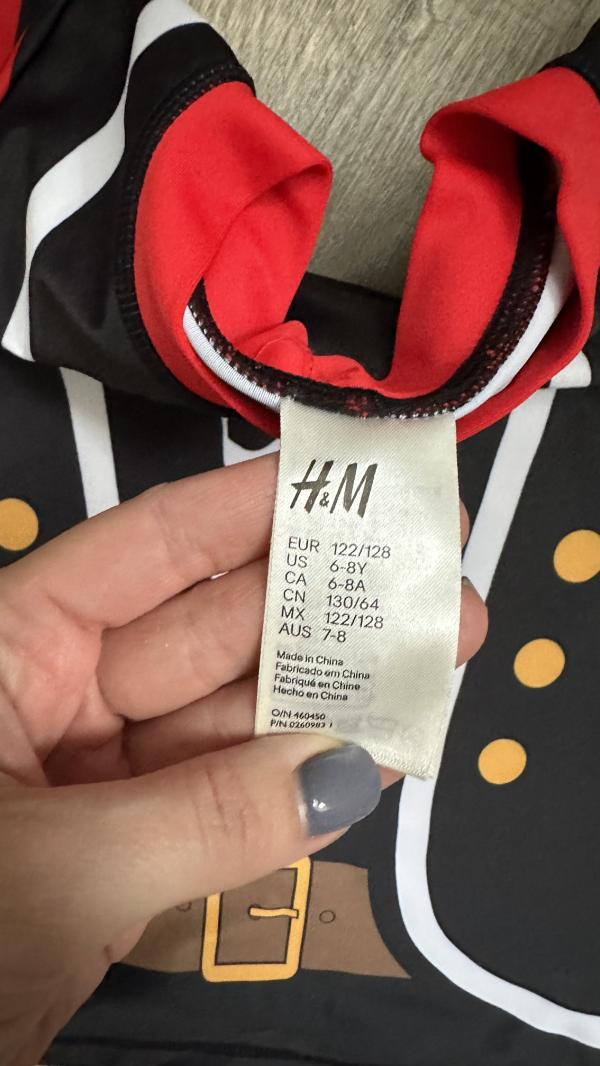 H&M
EUR 122/128
US 6-8Y
CA 6-8A
CN 130/64
MX 122/128
AUS 7-8
Made in China
Fabricado em China
Fabriqué en Chine
Hecho en China
O/N 460450
P/N 0260983 1